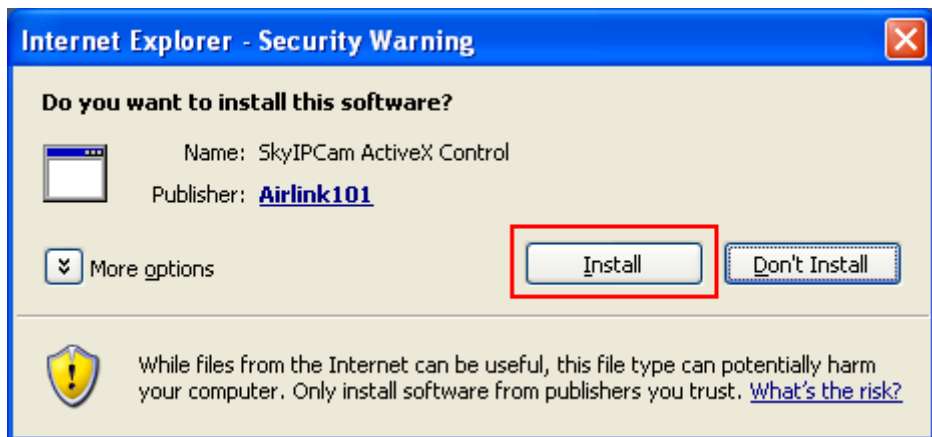 Internet Explorer - Security Warning
Do you want to install this software?
Name: SkyIPCam ActiveX Control
Publisher: Airlink101
More options
Install
Don't Install
While files from the Internet can be useful, this file type can potentially harm
your computer. Only install software from publishers you trust. What's the risk?